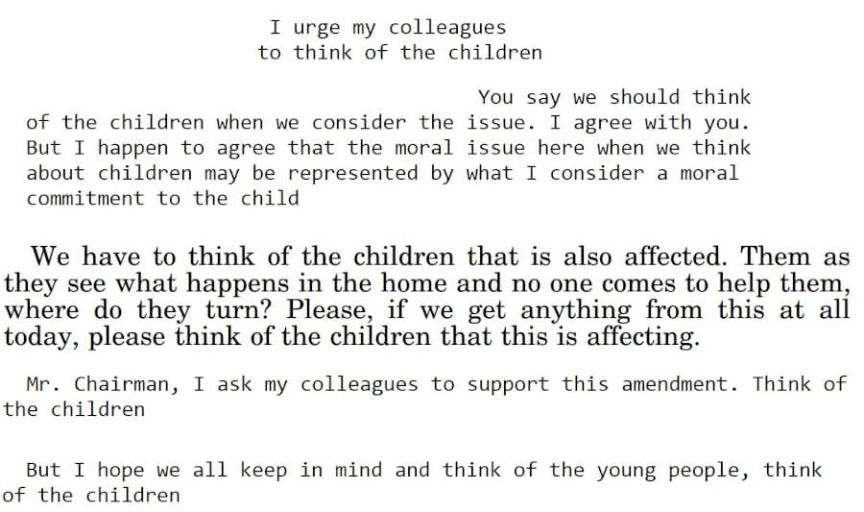 I urge my colleagues
to think of the children
You say we should think
of the children when we consider the issue. I agree with you.
But I happen to agree that the moral issue here when we think
about children may be represented by what I consider a moral
commitment to the child
We have to think of the children that is also affected. Them as
they see what happens in the home and no one comes to help them,
where do they turn? Please, if we get anything from this at all
today, please think of the children that this is affecting.
Mr. Chairman, I ask my colleagues to support this amendment. Think of
the children
But I hope we all keep in mind and think of the young people, think
of the children